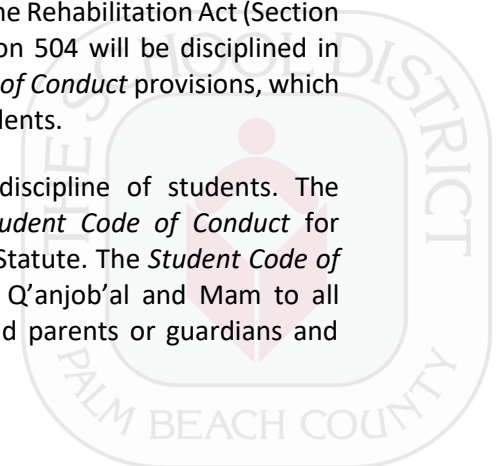 ne Rehabilitation Act (Section
on 504 will be disciplined in
of Conduct provisions, which
dents.
discipline of students. The
tudent Code of Conduct for
Statute. The Student Code of
Q’anjob’al and Mam to all
d parents or guardians and
THE SCHOOL DISTRICT
PALM BEACH COUNTY